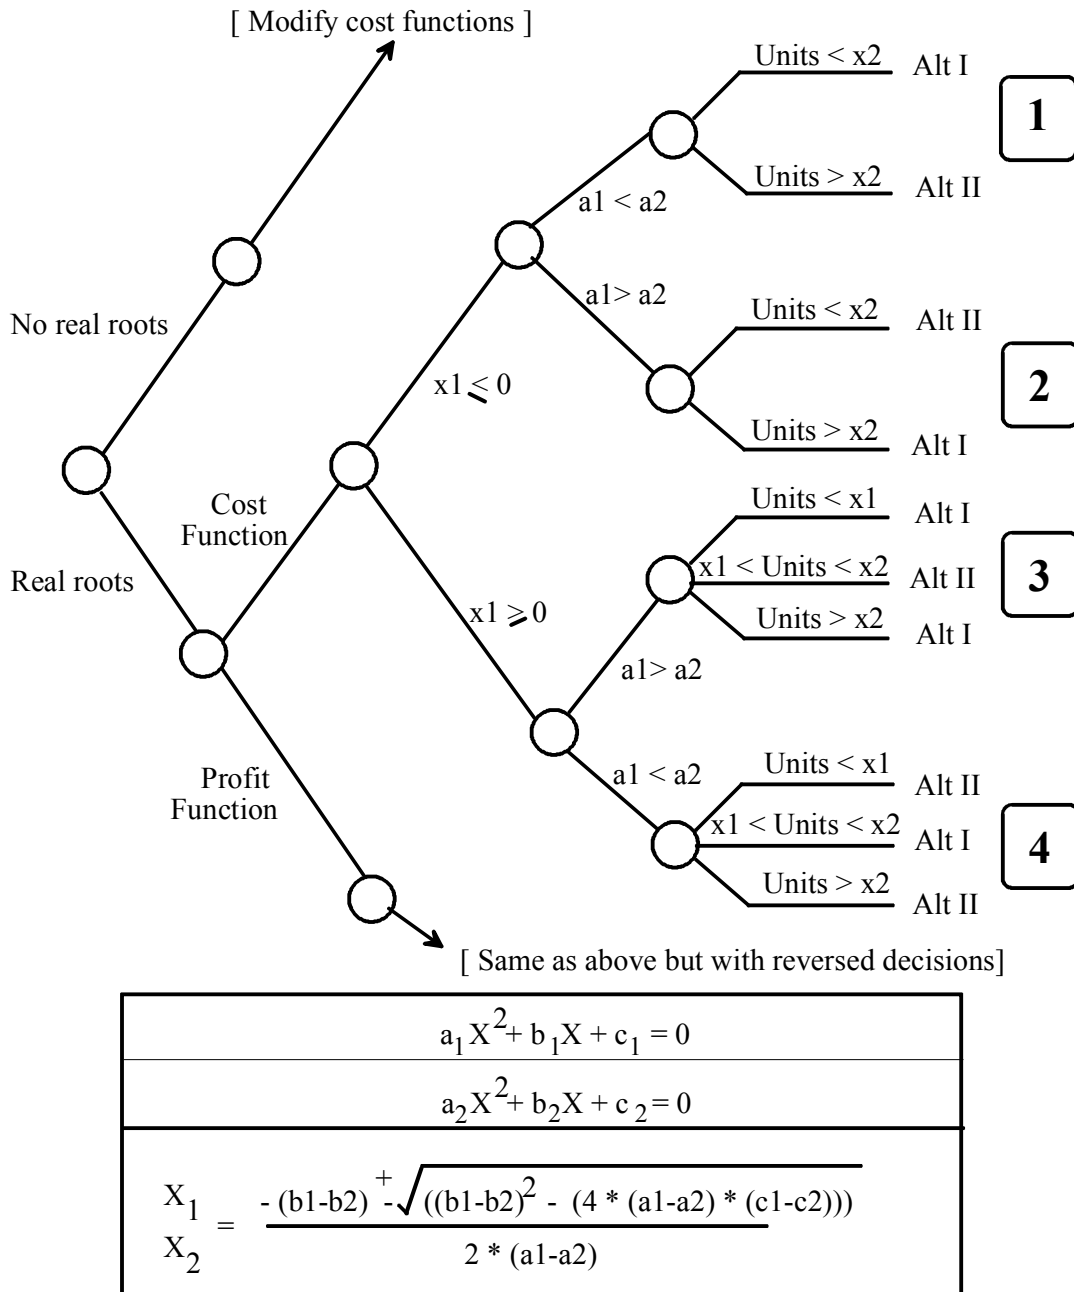 [ Modify cost functions ]
Units < x2
Alt I
1
Units > x2
Alt II
a1 < a2
a1> a2
No real roots
Units < x2
Alt II
2
x1 ≤ 0
Units > x2
Alt I
Cost
Function
Units < x1
Alt I
Real roots
x1 < Units < x2
Alt II
3
x1 ≥ 0
Units > x2
Alt I
a1> a2
Profit
Function
a1 < a2
Units < x1
Alt II
x1 < Units < x2
Alt I
4
Units > x2
Alt II
[ Same as above but with reversed decisions]
a₁X²+ b₁X + c₁ = 0
a₂X²+ b₂X + c₂ = 0
X₁
X₂
= - (b1-b2) ± √((b1-b2)² - (4 * (a1-a2) * (c1-c2)))
2 * (a1-a2)